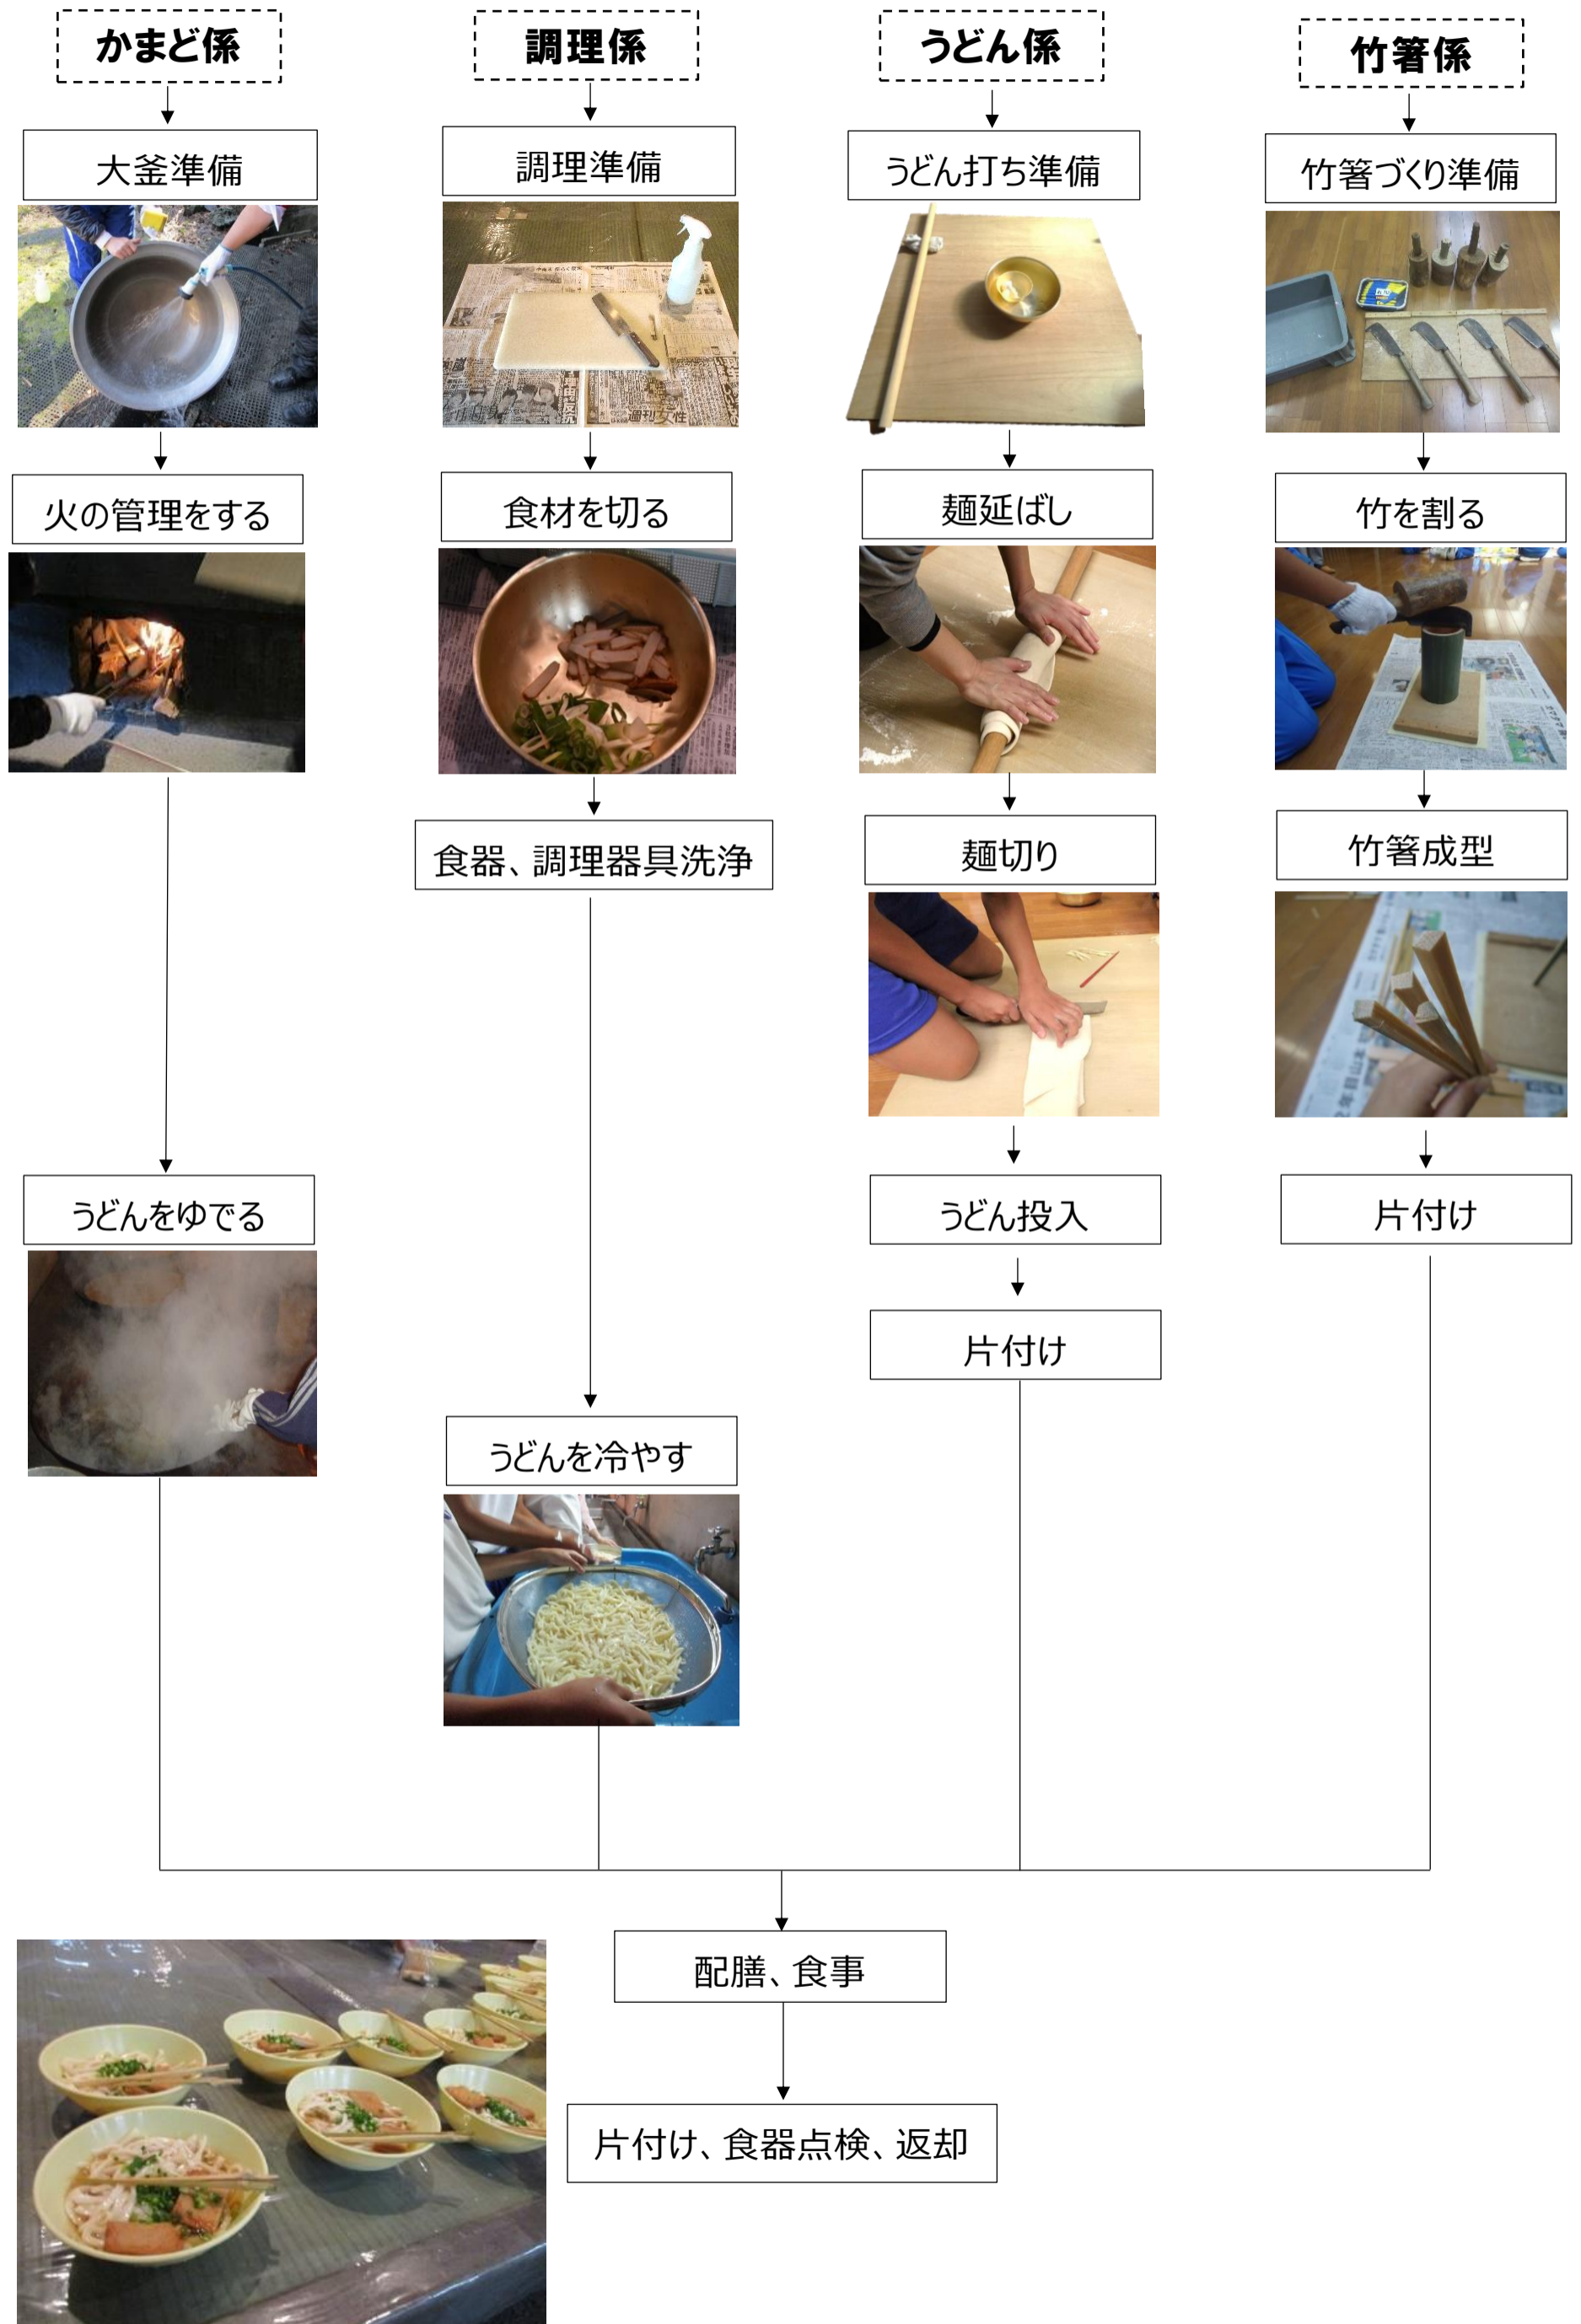 かまど係
調理係
うどん係
竹箸係
大釜準備
調理準備
うどん打ち準備
竹箸づくり準備
火の管理をする
食材を切る
麺延ばし
竹を割る
食器、調理器具洗浄
麺切り
竹箸成型
うどんをゆでる
うどん投入
片付け
片付け
うどんを冷やす
配膳、食事
片付け、食器点検、返却